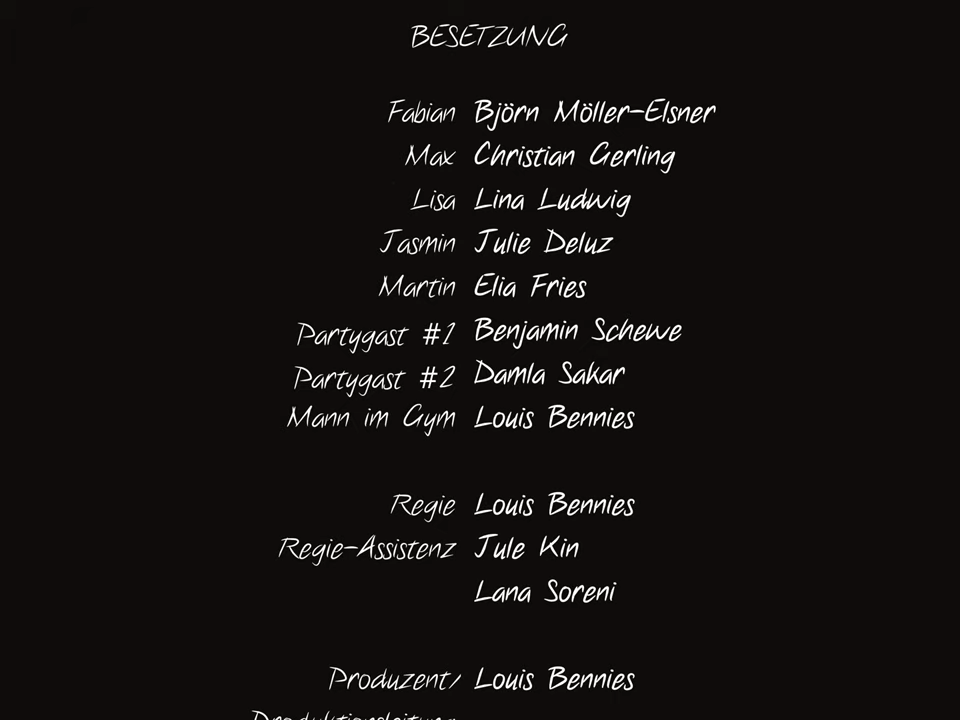 BESETZUNG
Fabian Björn Möller-Elsner
Max Christian Gerling
Lisa Lina Ludwig
Jasmin Julie Deluz
Martin Elia Fries
Partygast #1 Benjamin Schewe
Partygast #2 Damla Sakar
Mann im Gym Louis Bennies
Regie Louis Bennies
Regie-Assistenz Jule Kin
Lana Soreni
Produzent/ Louis Bennies
Produktionsleitung